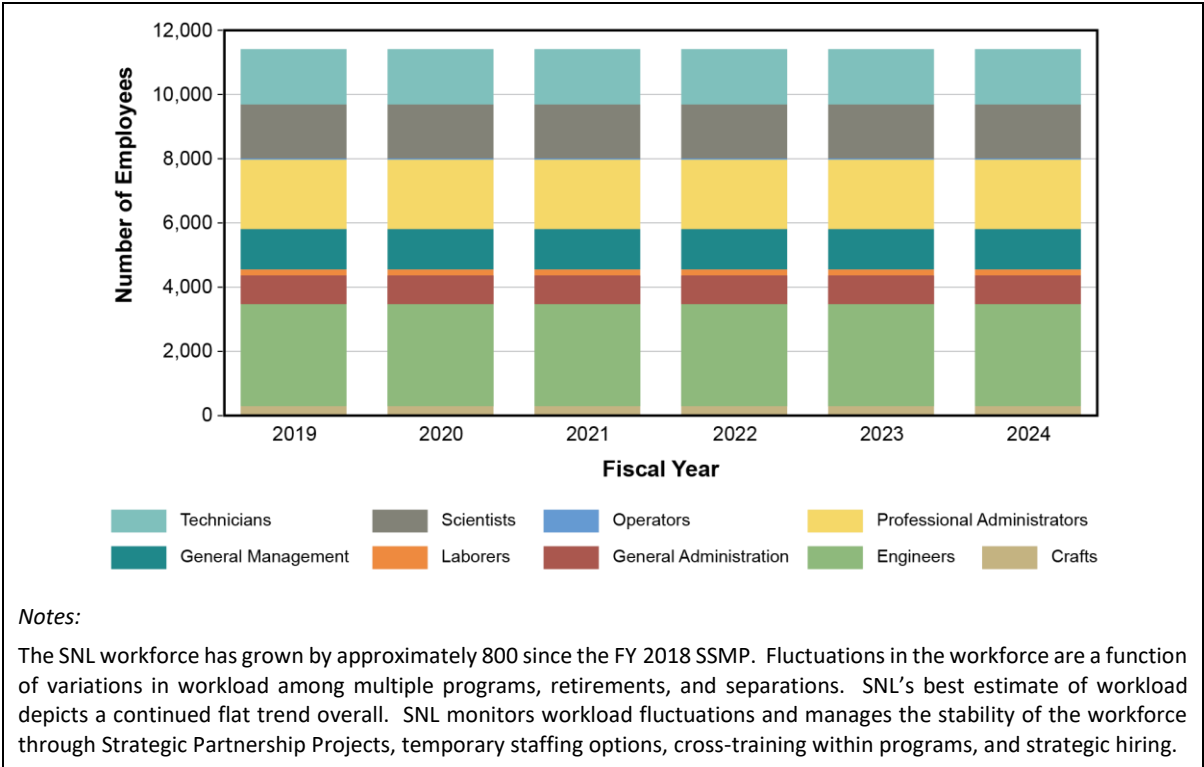 12,000
10,000
8,000
6,000
4,000
2,000
0
Number of Employees
2019 2020 2021 2022 2023 2024
Fiscal Year
Technicians Scientists Operators Professional Administrators
General Management Laborers General Administration Engineers Crafts
Notes:
The SNL workforce has grown by approximately 800 since the FY 2018 SSMP. Fluctuations in the workforce are a function
of variations in workload among multiple programs, retirements, and separations. SNL’s best estimate of workload
depicts a continued flat trend overall. SNL monitors workload fluctuations and manages the stability of the workforce
through Strategic Partnership Projects, temporary staffing options, cross-training within programs, and strategic hiring.